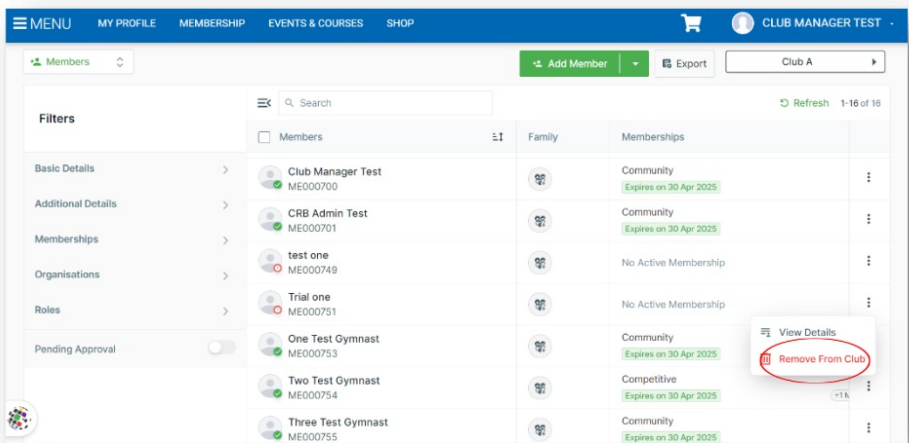 MENU MY PROFILE MEMBERSHIP EVENTS & COURSES SHOP CLUB MANAGER TEST
Members Add Member Export Club A
Filters
Search Refresh 1-16 of 16
Members Family Memberships
Basic Details
Additional Details
Memberships
Organisations
Roles
Pending Approval
Club Manager Test Community
ME000700 Expires on 30 Apr 2025
CRB Admin Test Community
ME000701 Expires on 30 Apr 2025
test one
ME000749 No Active Membership
Trial one
ME000751 No Active Membership
One Test Gymnast Community
ME000753 Expires on 30 Apr 2025
Two Test Gymnast Competitive
ME000754 Expires on 30 Apr 2025 +1
Three Test Gymnast Community
ME000755 Expires on 30 Apr 2025
View Details
Remove From Club